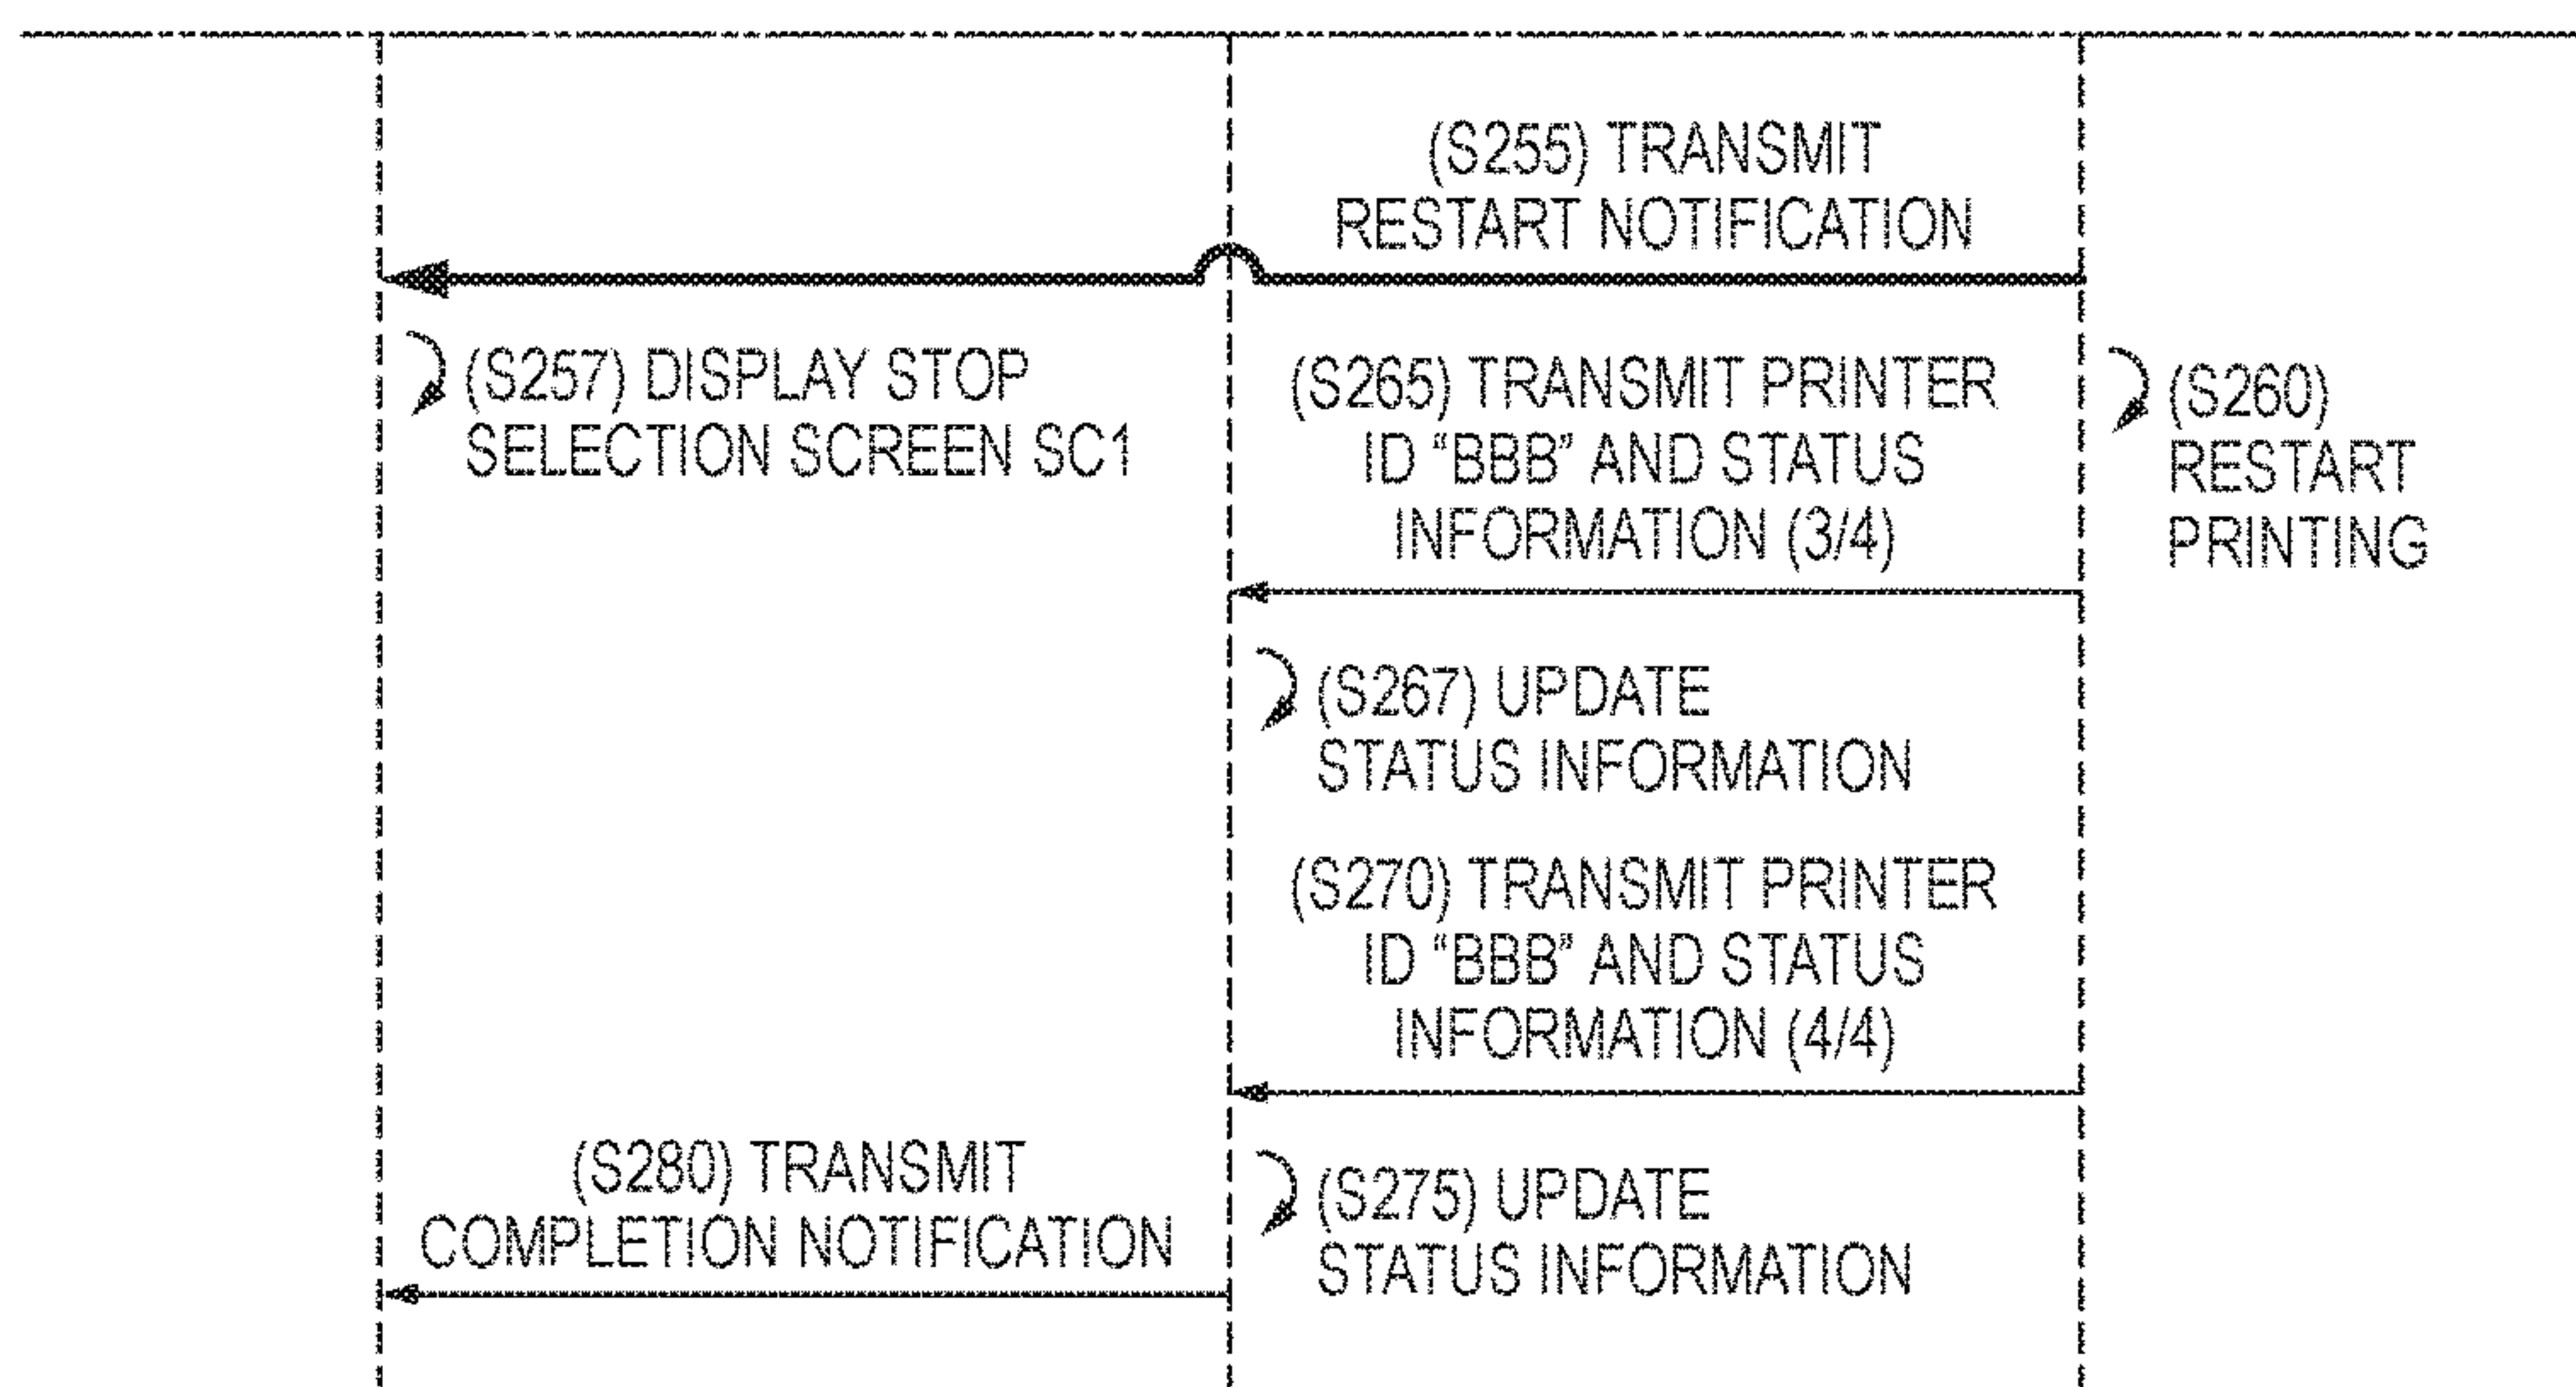 (S255) TRANSMIT
RESTART NOTIFICATION
(S257) DISPLAY STOP
SELECTION SCREEN SC1
(S265) TRANSMIT PRINTER
ID “BBB” AND STATUS
INFORMATION (3/4)
(S260)
RESTART
PRINTING
(S267) UPDATE
STATUS INFORMATION
(S270) TRANSMIT PRINTER
ID “BBB” AND STATUS
INFORMATION (4/4)
(S280) TRANSMIT
COMPLETION NOTIFICATION
(S275) UPDATE
STATUS INFORMATION